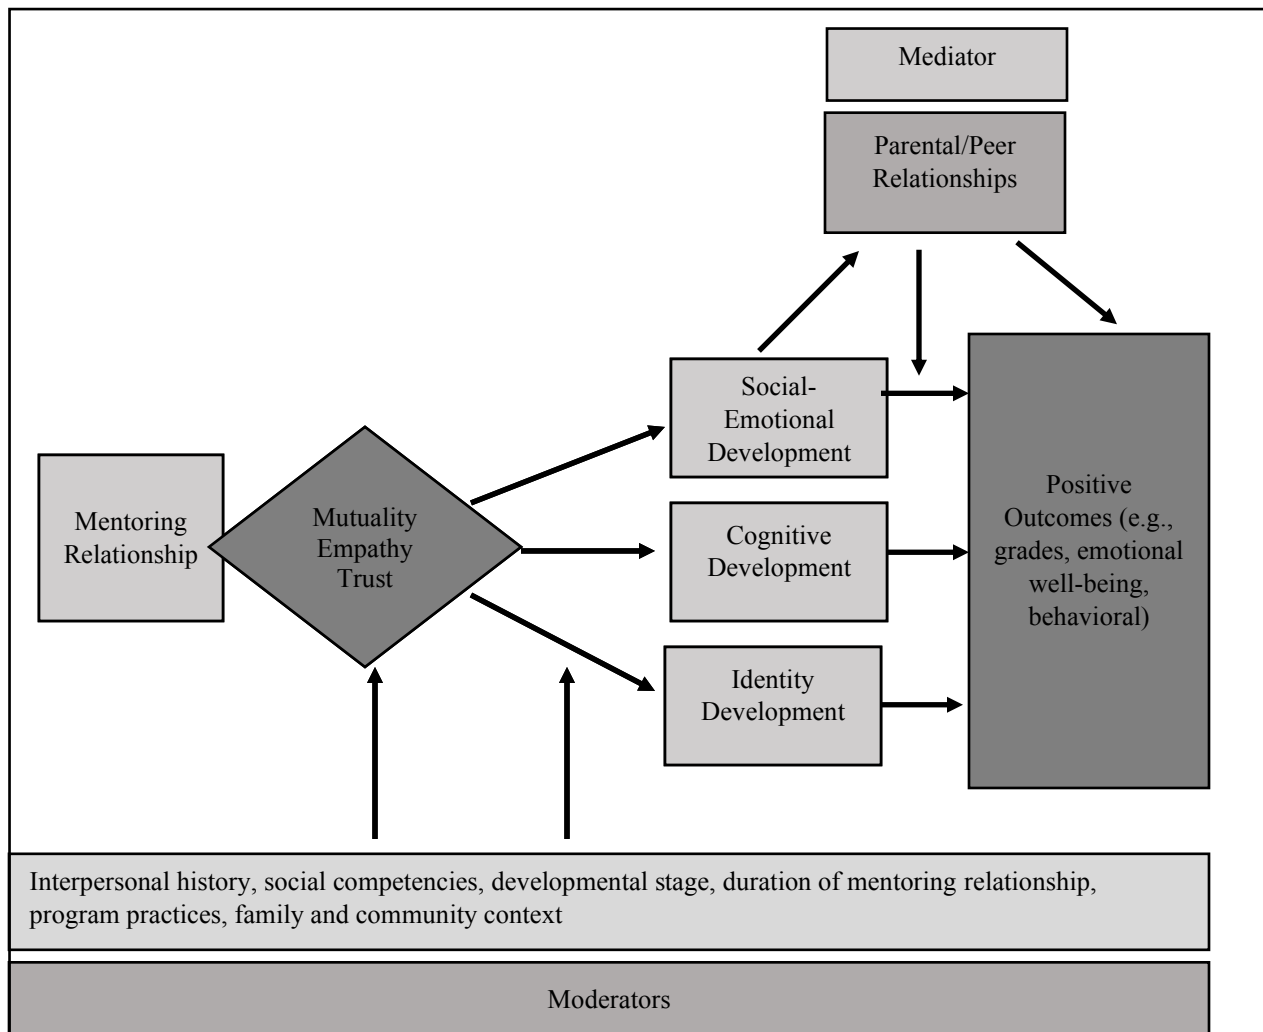 Mediator
Parental/Peer
Relationships
Social-
Emotional
Development
Mentoring
Relationship
Mutuality
Empathy
Trust
Cognitive
Development
Identity
Development
Positive
Outcomes (e.g.,
grades, emotional
well-being,
behavioral)
Interpersonal history, social competencies, developmental stage, duration of mentoring relationship,
program practices, family and community context
Moderators